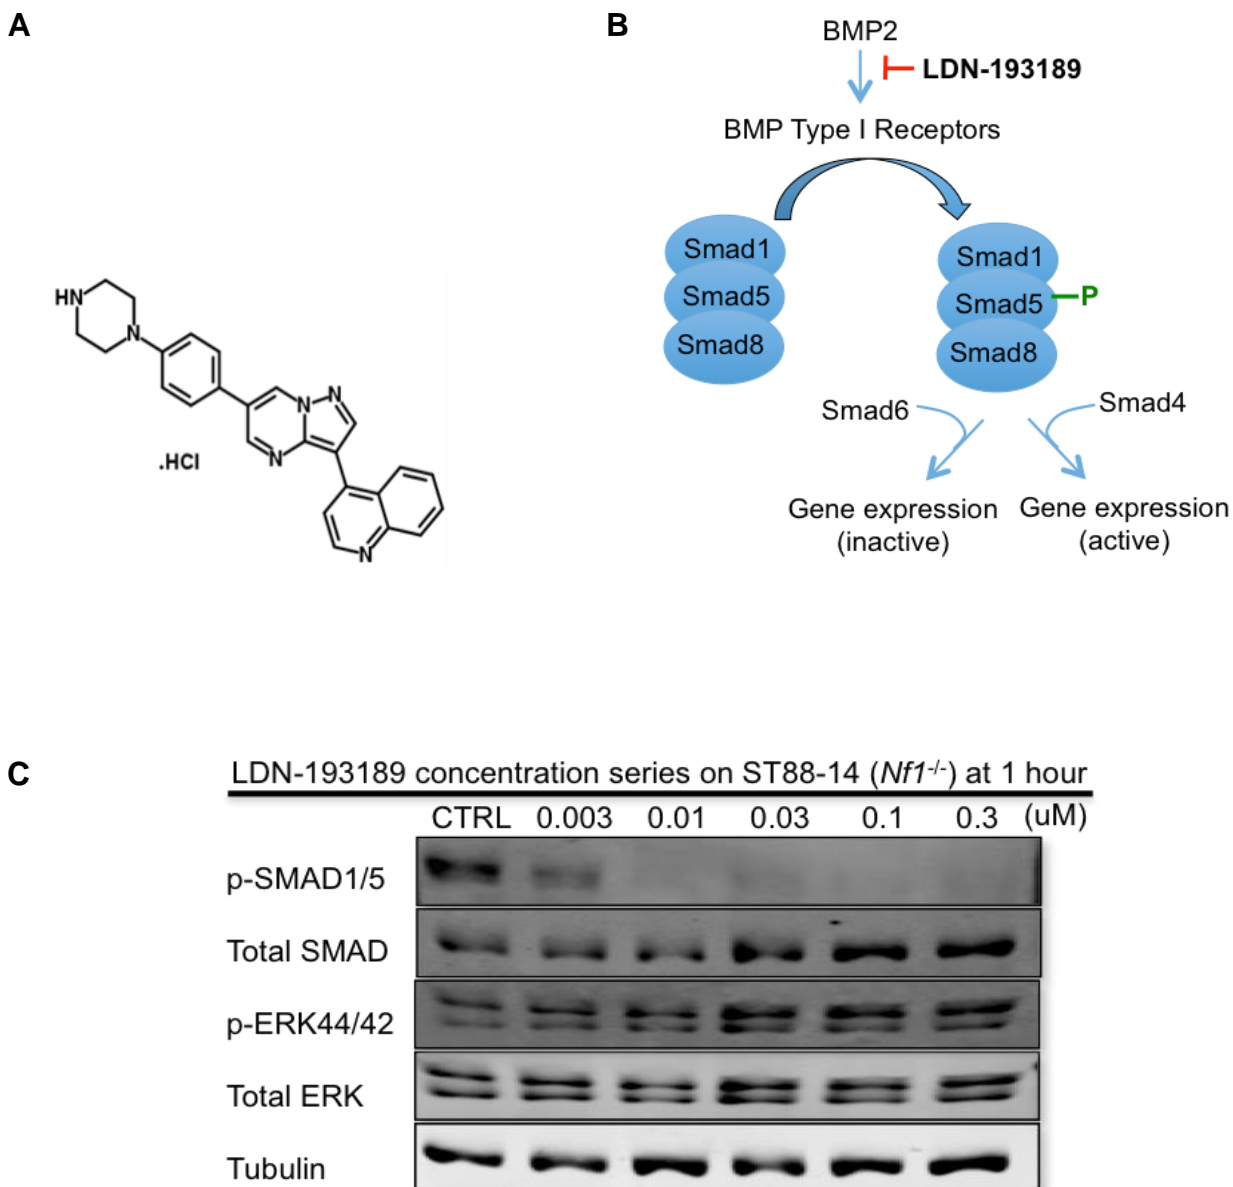 A
HN
N
N
N
N
.HCl
N
B
BMP2
LDN-193189
BMP Type I Receptors
Smad1
Smad5
Smad8
Smad1
Smad5
P
Smad8
Smad6
Smad4
Gene expression
(inactive)
Gene expression
(active)
C
LDN-193189 concentration series on ST88-14 (Nf1-/-) at 1 hour
CTRL 0.003 0.01 0.03 0.1 0.3 (uM)
p-SMAD1/5
Total SMAD
p-ERK44/42
Total ERK
Tubulin